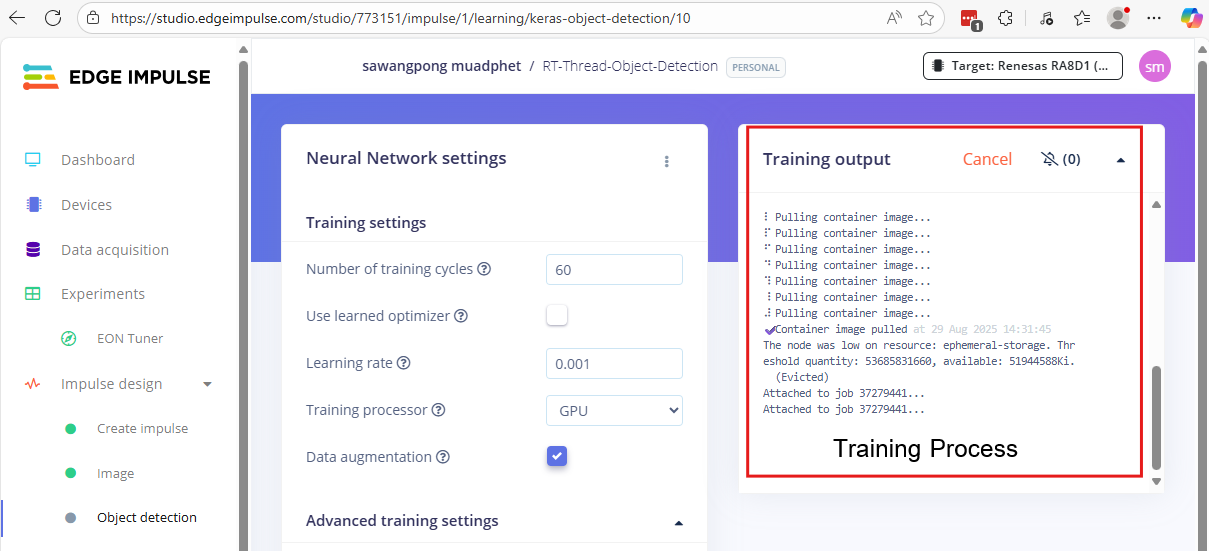 https://studio.edgeimpulse.com/studio/773151/impulse/1/learning/keras-object-detection/10
1
EDGE IMPULSE
sawangpong muadphet / RT-Thread-Object-Detection PERSONAL
Target: Renesas RA8D1 (...
sm
Dashboard
Devices
Data acquisition
Experiments
EON Tuner
Impulse design
Create impulse
Image
Object detection
Neural Network settings
Training settings
Number of training cycles ? 60
Use learned optimizer ?
Learning rate ? 0.001
Training processor ? GPU
Data augmentation ?
Advanced training settings
Training output Cancel (0)
Pulling container image...
Pulling container image...
Pulling container image...
Pulling container image...
Pulling container image...
Pulling container image...
Pulling container image...
Container image pulled at 29 Aug 2025 14:31:45
The node was low on resource: ephemeral-storage. Thr
eshold quantity: 53685831660, available: 51944588Ki.
(Evicted)
Attached to job 37279441...
Attached to job 37279441...
Training Process